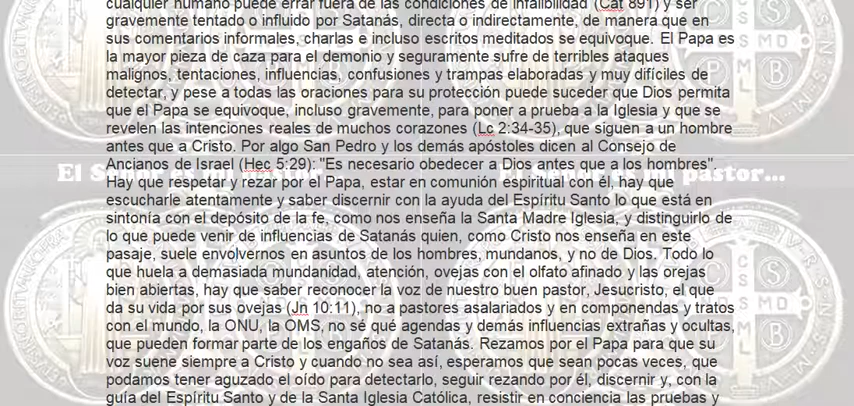 cualquier humano puede errar fuera de las condiciones de infalibilidad (Cat 891) y ser
gravemente tentado o influido por Satanás, directa o indirectamente, de manera que en
sus comentarios informales, charlas e incluso escritos meditados se equivoque. El Papa es
la mayor pieza de caza para el demonio y seguramente sufre de terribles ataques
malignos, tentaciones, influencias, confusiones y trampas elaboradas y muy difíciles de
detectar, y pese a todas las oraciones para su protección puede suceder que Dios permita
que el Papa se equivoque, incluso gravemente, para poner a prueba a la Iglesia y que se
revelen las intenciones reales de muchos corazones (Lc 2:34-35), que siguen a un hombre
antes que a Cristo. Por algo San Pedro y los demás apóstoles dicen al Consejo de
Ancianos de Israel (Hec 5:29): "Es necesario obedecer a Dios antes que a los hombres".
El Señor es mi pastor... El Señor es mi pastor...
Hay que respetar y rezar por el Papa, estar en comunión espiritual con él, hay que
escucharle atentamente y saber discernir con la ayuda del Espíritu Santo lo que está en
sintonía con el depósito de la fe, como nos enseña la Santa Madre Iglesia, y distinguirlo de
lo que puede venir de influencias de Satanás quien, como Cristo nos enseña en este
pasaje, suele envolvernos en asuntos de los hombres, mundanos, y no de Dios. Todo lo
que huela a demasiada mundanidad, atención, ovejas con el olfato afinado y las orejas
bien abiertas, hay que saber reconocer la voz de nuestro buen pastor, Jesucristo, el que
da su vida por sus ovejas (Jn 10:11), no a pastores asalariados y en componendas y tratos
con el mundo, la ONU, la OMS, no sé qué agendas y demás influencias extrañas y ocultas,
que pueden formar parte de los engaños de Satanás. Rezamos por el Papa para que su
voz suene siempre a Cristo y cuando no sea así, esperamos que sean pocas veces, que
podamos tener aguzado el oído para detectarlo, seguir rezando por él, discernir y, con la
guía del Espíritu Santo y de la Santa Iglesia Católica, resistir en conciencia las pruebas y